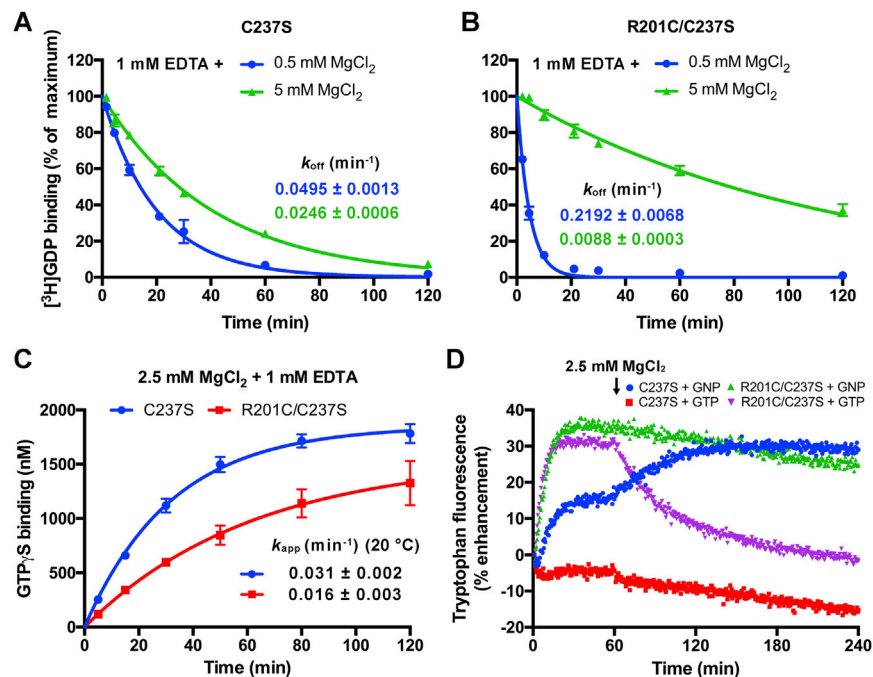 A
C237S
1 mM EDTA +
0.5 mM MgCl2
5 mM MgCl2
[³H]GDP binding (% of maximum)
120
100
80
60
40
20
0
koff (min-1)
0.0495 ± 0.0013
0.0246 ± 0.0006
0 20 40 60 80 100 120
Time (min)
B
R201C/C237S
1 mM EDTA +
0.5 mM MgCl2
5 mM MgCl2
120
100
80
60
40
20
0
koff (min-1)
0.2192 ± 0.0068
0.0088 ± 0.0003
0 20 40 60 80 100 120
Time (min)
C
2.5 mM MgCl2 + 1 mM EDTA
C237S
R201C/C237S
GTPγS binding (nM)
2000
1500
1000
500
0
kapp (min-1) (20 °C)
0.031 ± 0.002
0.016 ± 0.003
0 20 40 60 80 100 120
Time (min)
D
2.5 mM MgCl2
C237S + GNP
R201C/C237S + GNP
C237S + GTP
R201C/C237S + GTP
Tryptophan fluorescence
(% enhancement)
40
30
20
10
0
-10
-20
0 60 120 180 240
Time (min)